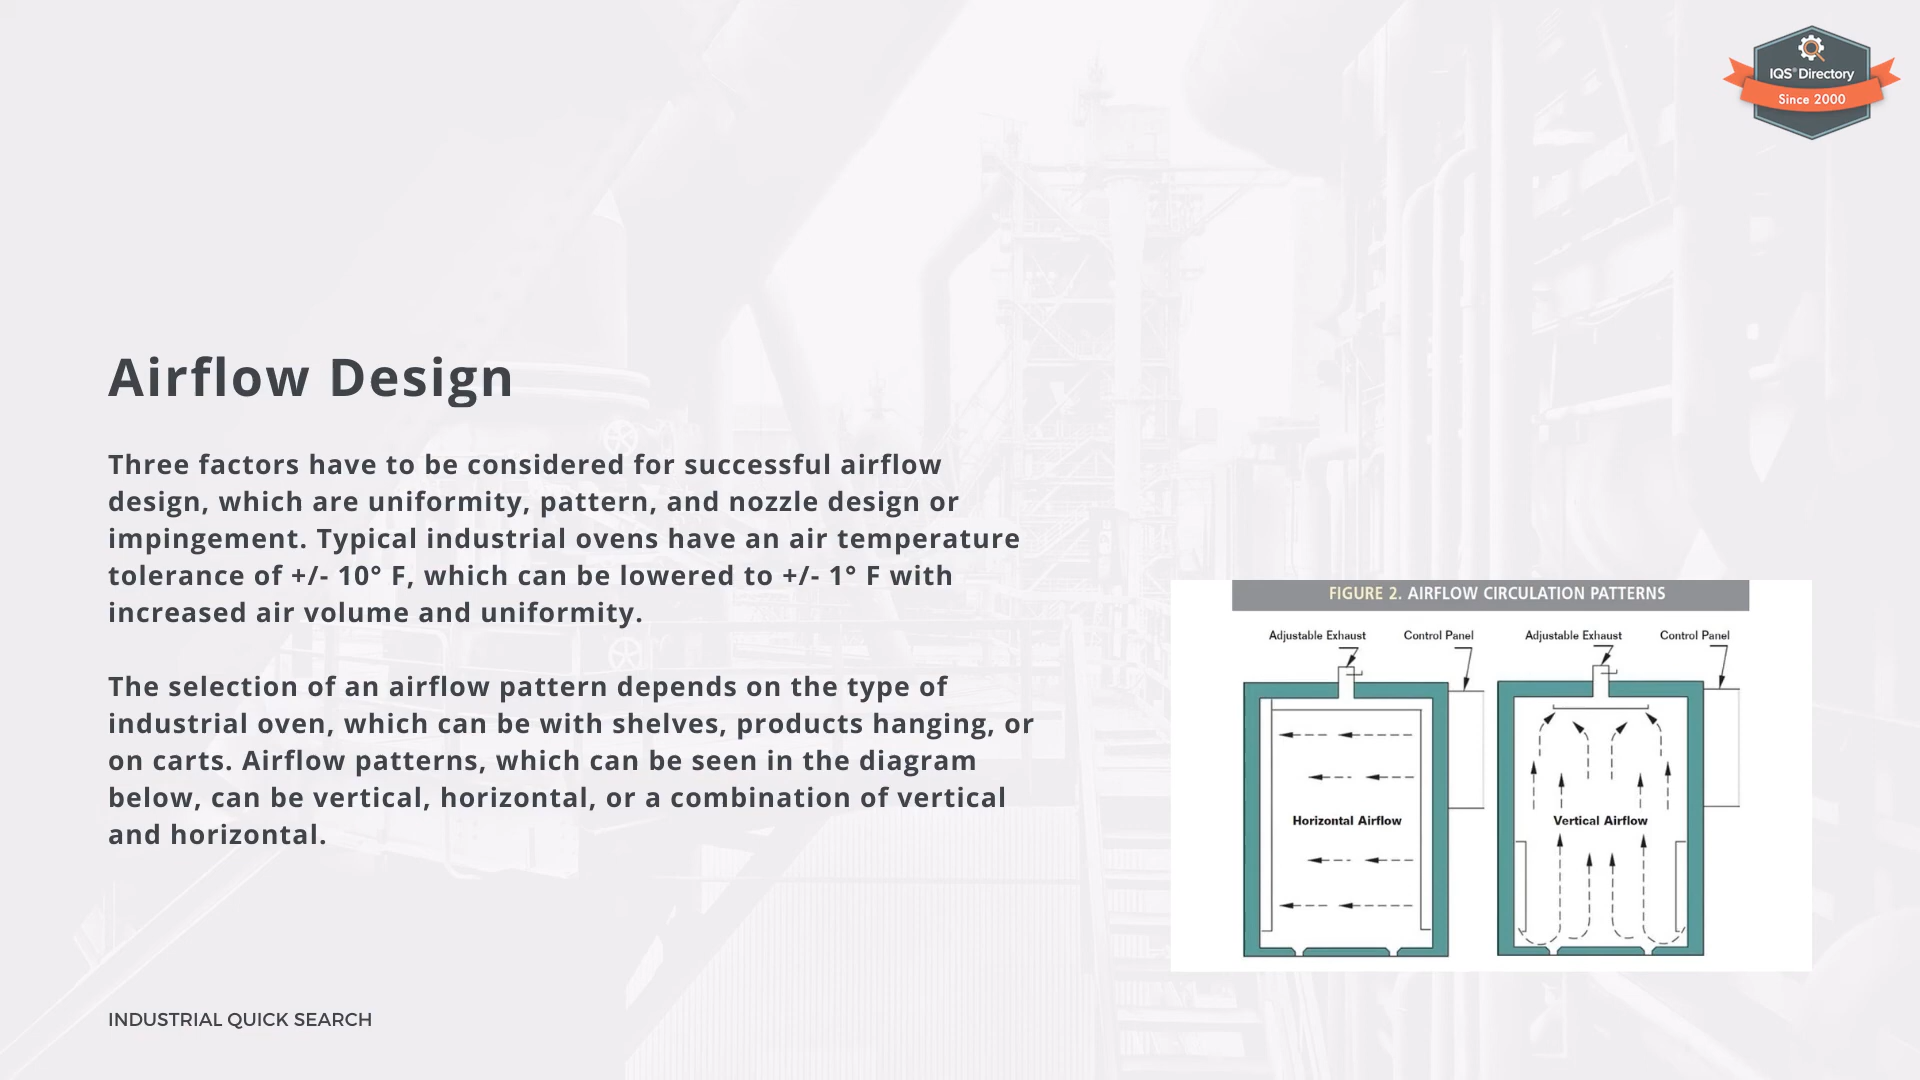 IQS® Directory
Since 2000
Airflow Design
Three factors have to be considered for successful airflow
design, which are uniformity, pattern, and nozzle design or
impingement. Typical industrial ovens have an air temperature
tolerance of +/- 10° F, which can be lowered to +/- 1° F with
increased air volume and uniformity.
The selection of an airflow pattern depends on the type of
industrial oven, which can be with shelves, products hanging, or
on carts. Airflow patterns, which can be seen in the diagram
below, can be vertical, horizontal, or a combination of vertical
and horizontal.
FIGURE 2. AIRFLOW CIRCULATION PATTERNS
Adjustable Exhaust Control Panel Adjustable Exhaust Control Panel
Horizontal Airflow Vertical Airflow
INDUSTRIAL QUICK SEARCH